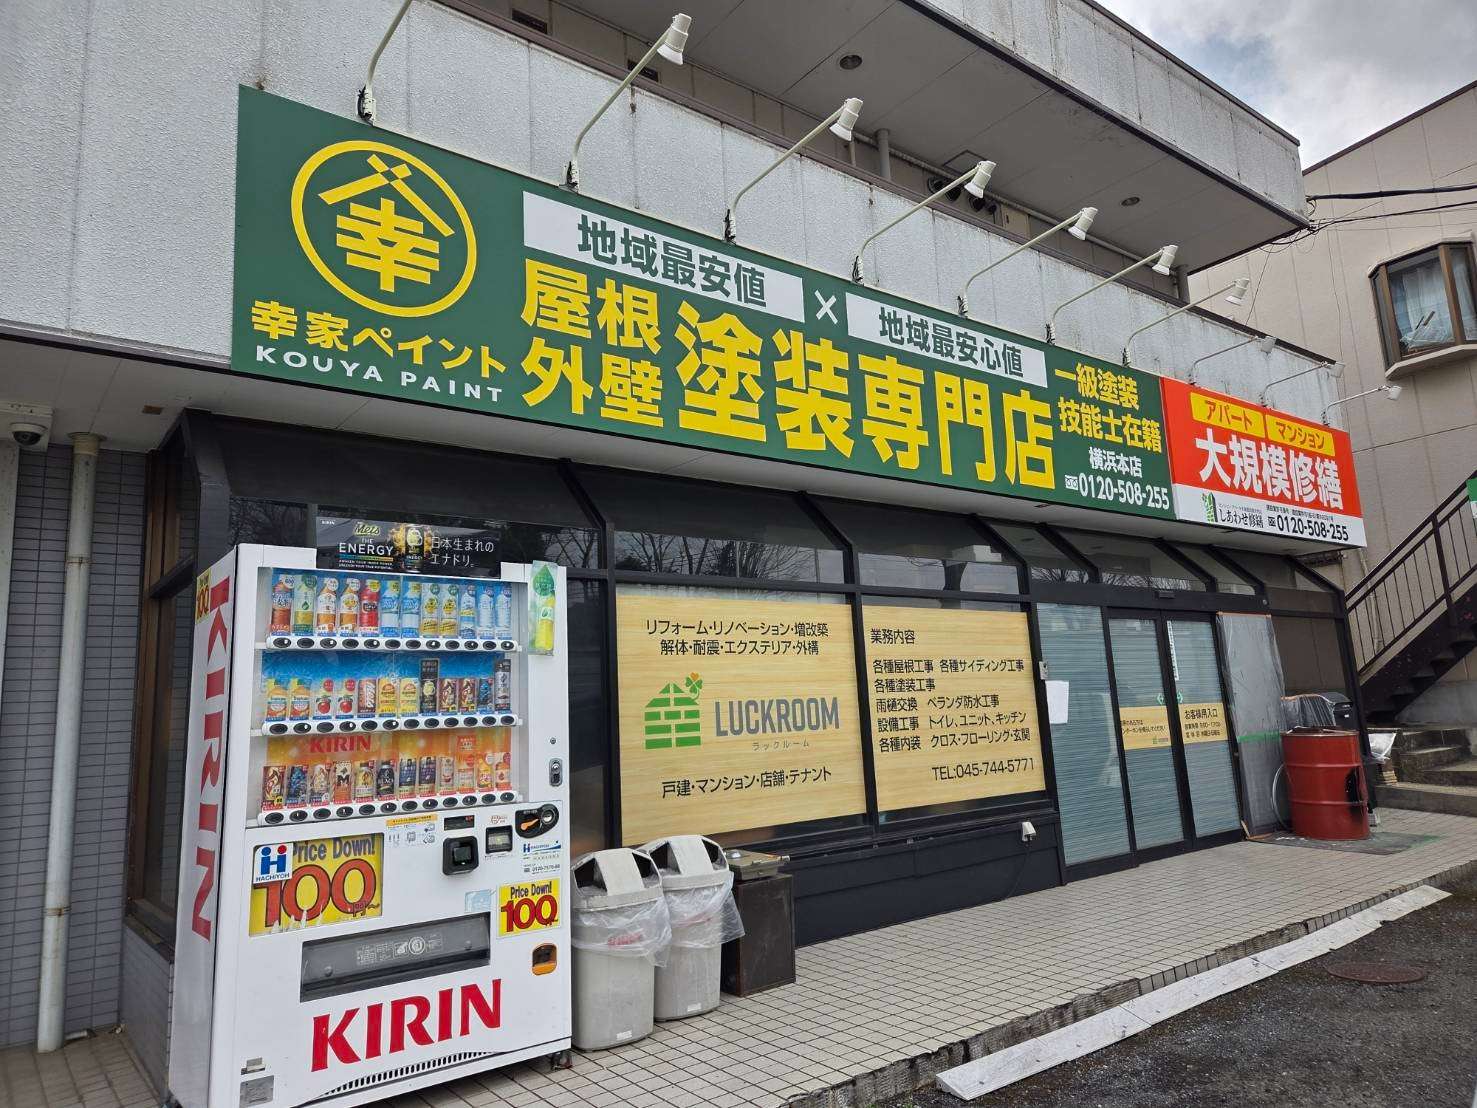 幸
幸家ペイント
KOUYA PAINT
地域最安値 × 地域最安心値
屋根
外壁
塗装専門店
一級塗装
技能士在籍
横浜本店
0120-508-255
アパート マンション
大規模修繕
しあわせ修繕
0120-508-255
KIRIN
Mets
THE
ENERGY
日本生まれの
エナドリ。
100
KIRIN
KIRIN
HACHIYOH
Price Down!
100
Price Down!
100
KIRIN
KIRIN
リフォーム・リノベーション・増改築
解体・耐震・エクステリア・外構
LUCKROOM
ラックルーム
戸建・マンション・店舗・テナント
業務内容
各種屋根工事 各種サイディング工事
各種塗装工事
雨樋交換 ベランダ防水工事
設備工事 トイレ、ユニット、キッチン
各種内装 クロス・フローリング・玄関
TEL:045-744-5771
お客様用入口